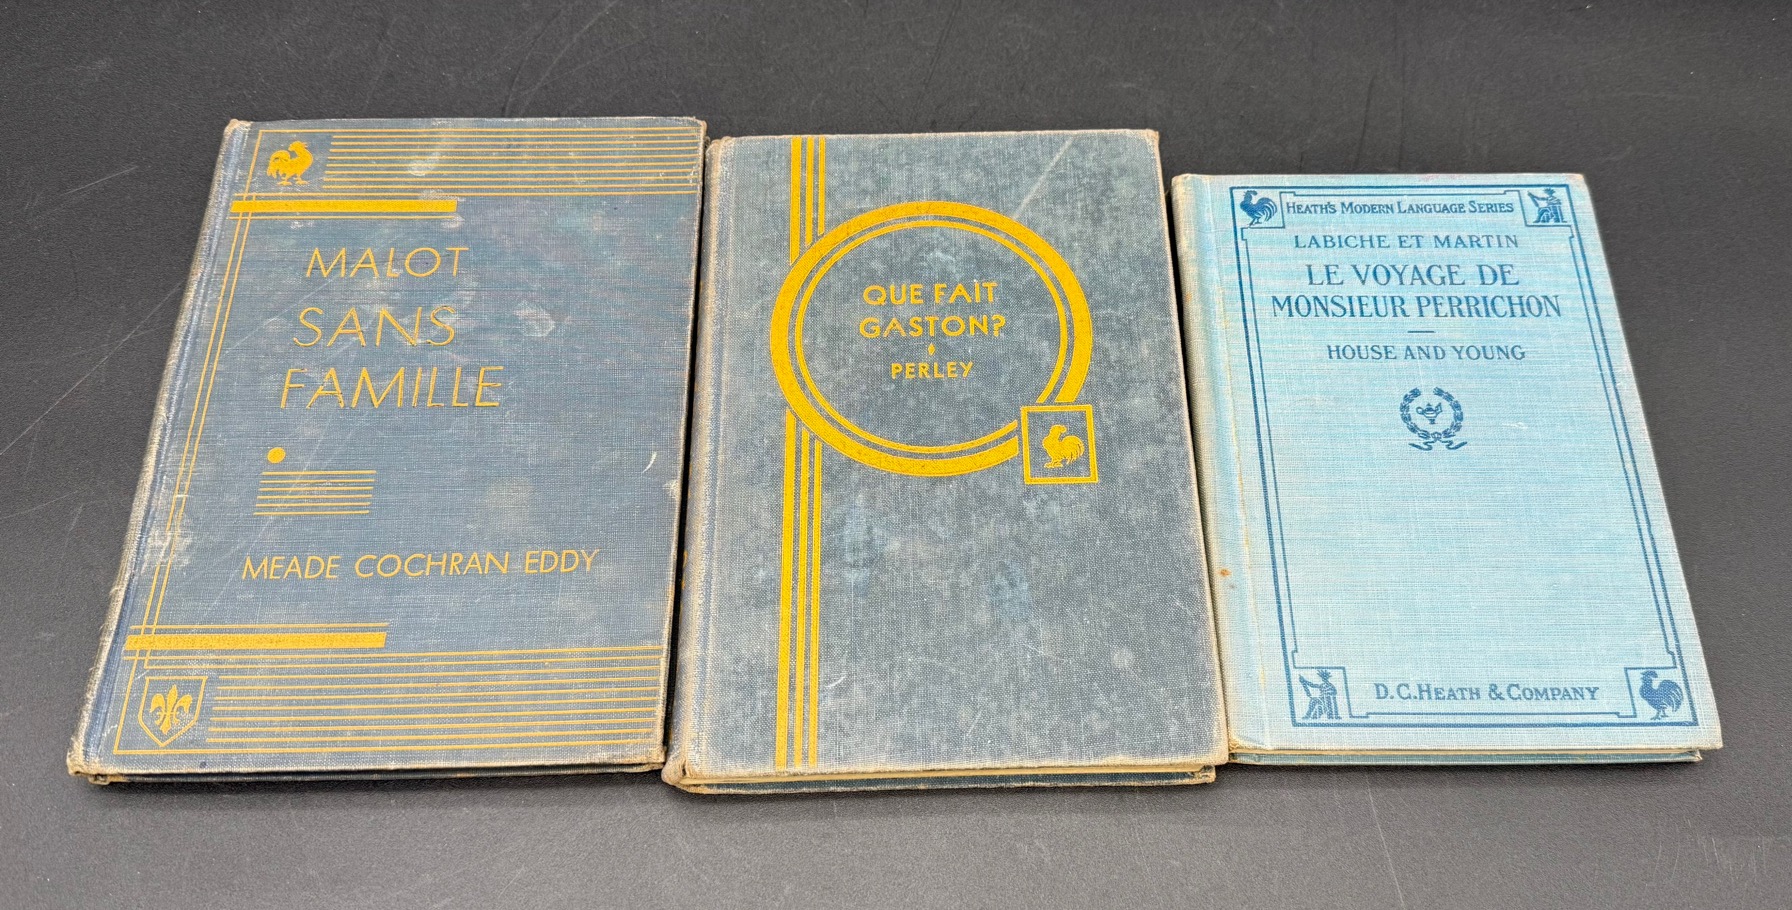 MALOT
SANS
FAMILLE
MEADE COCHRAN EDDY
QUE FAIT
GASTON?
PERLEY
HEATH'S MODERN LANGUAGE SERIES
LABICHE ET MARTIN
LE VOYAGE DE
MONSIEUR PERRICHON
HOUSE AND YOUNG
D.C. HEATH & COMPANY